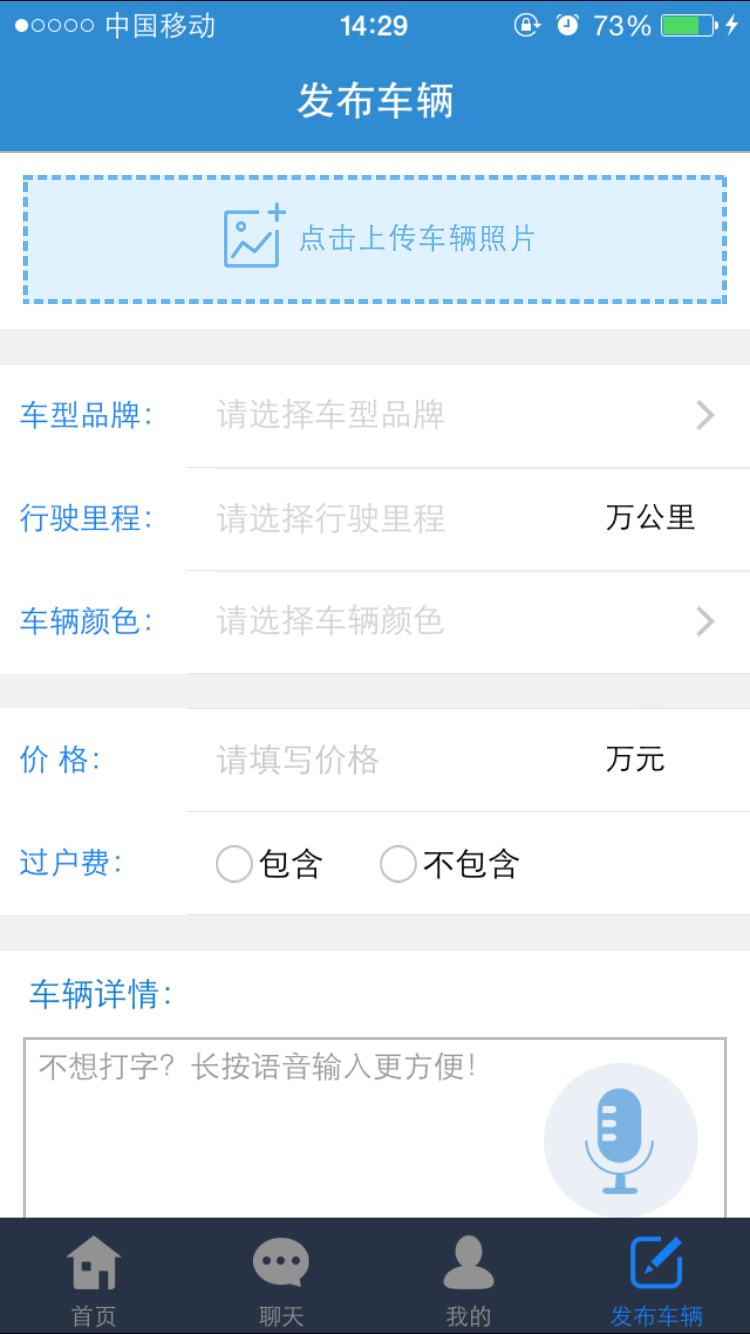 中国移动 14:29 73%
发布车辆
点击上传车辆照片
车型品牌: 请选择车型品牌
行驶里程: 请选择行驶里程 万公里
车辆颜色: 请选择车辆颜色
价 格: 请填写价格 万元
过户费: 包含 不包含
车辆详情:
不想打字? 长按语音输入更方便!
首页 聊天 我的 发布车辆